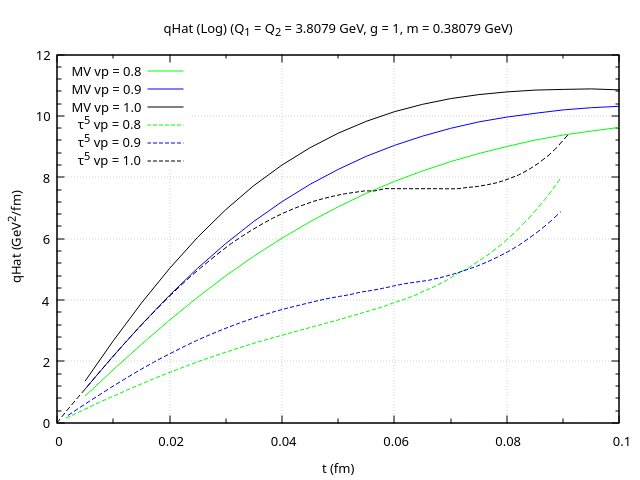 qHat (Log) (Q₁ = Q₂ = 3.8079 GeV, g = 1, m = 0.38079 GeV)
12
10
8
6
4
2
0
qHat (GeV²/fm)
MV vp = 0.8
MV vp = 0.9
MV vp = 1.0
τ⁵ vp = 0.8
τ⁵ vp = 0.9
τ⁵ vp = 1.0
0 0.02 0.04 0.06 0.08 0.1
t (fm)